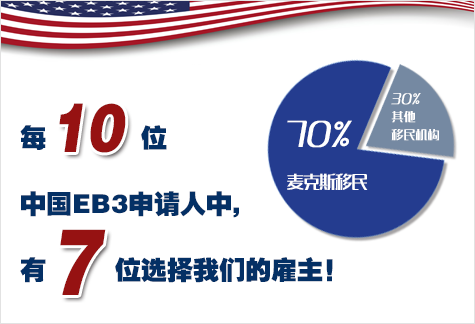 每10位
中国EB3申请人中，
有7位选择我们的雇主！
70%
麦克斯移民
30%
其他
移民机构